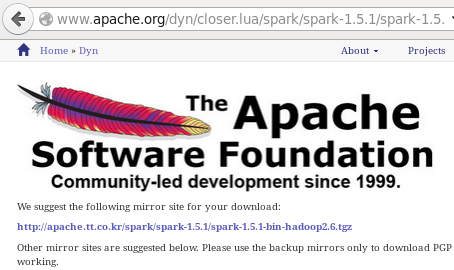 www.apache.org/dyn/closer.lua/spark/spark-1.5.1/spark-1.5.
Home » Dyn About Projects
The Apache
Software Foundation
Community-led development since 1999.
We suggest the following mirror site for your download:
http://apache.tt.co.kr/spark/spark-1.5.1/spark-1.5.1-bin-hadoop2.6.tgz
Other mirror sites are suggested below. Please use the backup mirrors only to download PGP
working.